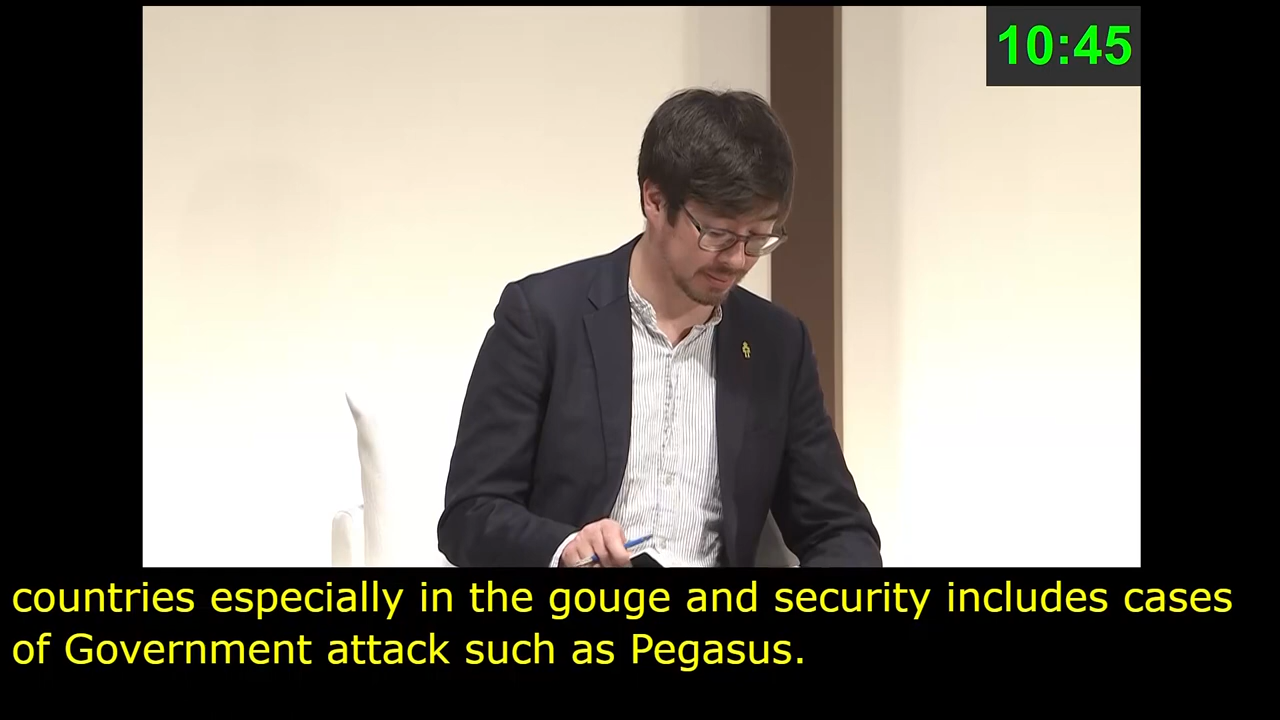 10:45
countries especially in the gouge and security includes cases
of Government attack such as Pegasus.